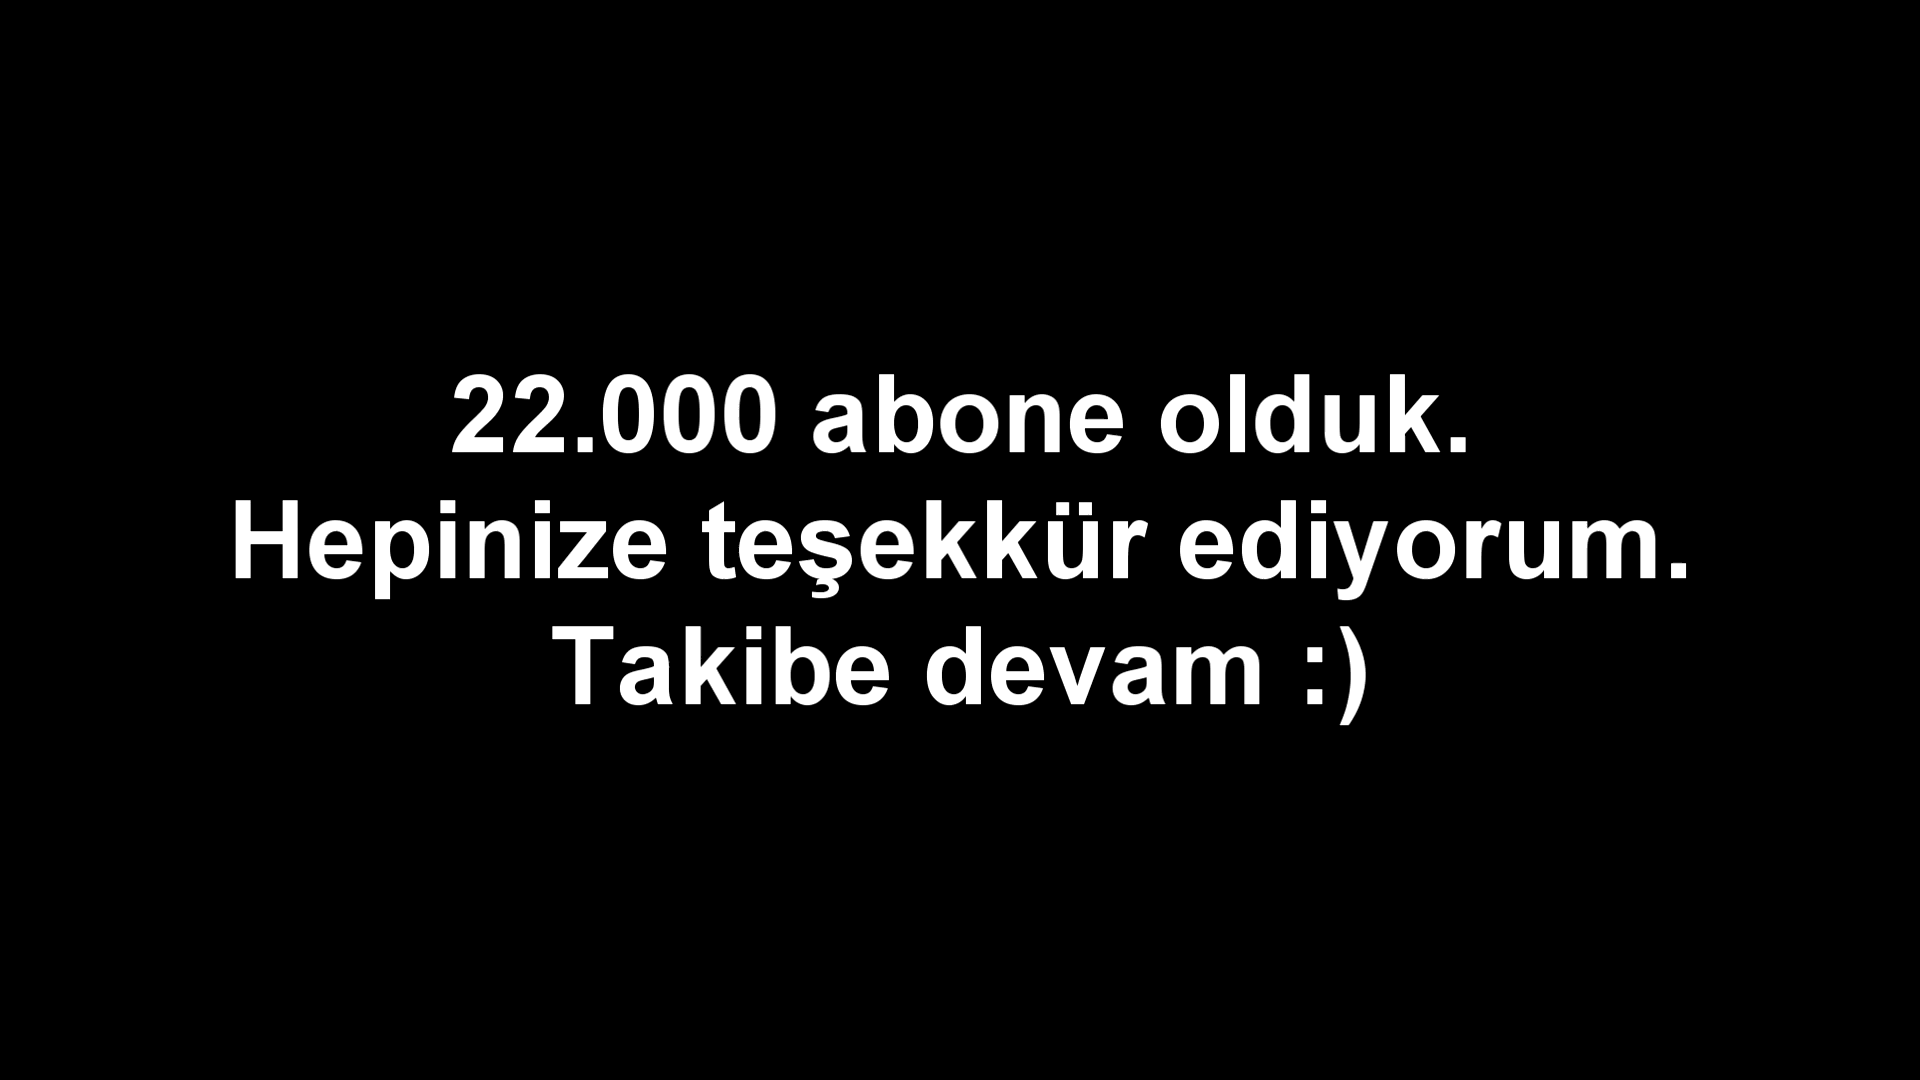 22.000 abone olduk.
Hepinize teşekkür ediyorum.
Takibe devam :)